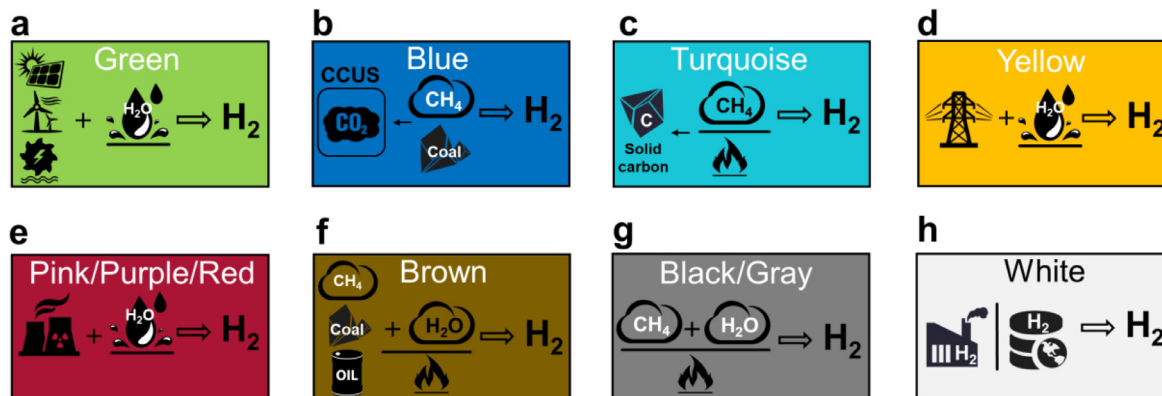 a
Green
H₂O
+ ⇨ H₂
b
Blue
CCUS
CO₂ ← CH₄ ⇨ H₂
Coal
c
Turquoise
C ← CH₄ ⇨ H₂
Solid
carbon
d
Yellow
+ H₂O ⇨ H₂
e
Pink/Purple/Red
+ H₂O ⇨ H₂
f
Brown
CH₄
Coal + H₂O ⇨ H₂
OIL
g
Black/Gray
CH₄ + H₂O ⇨ H₂
h
White
H₂ | H₂ ⇨ H₂